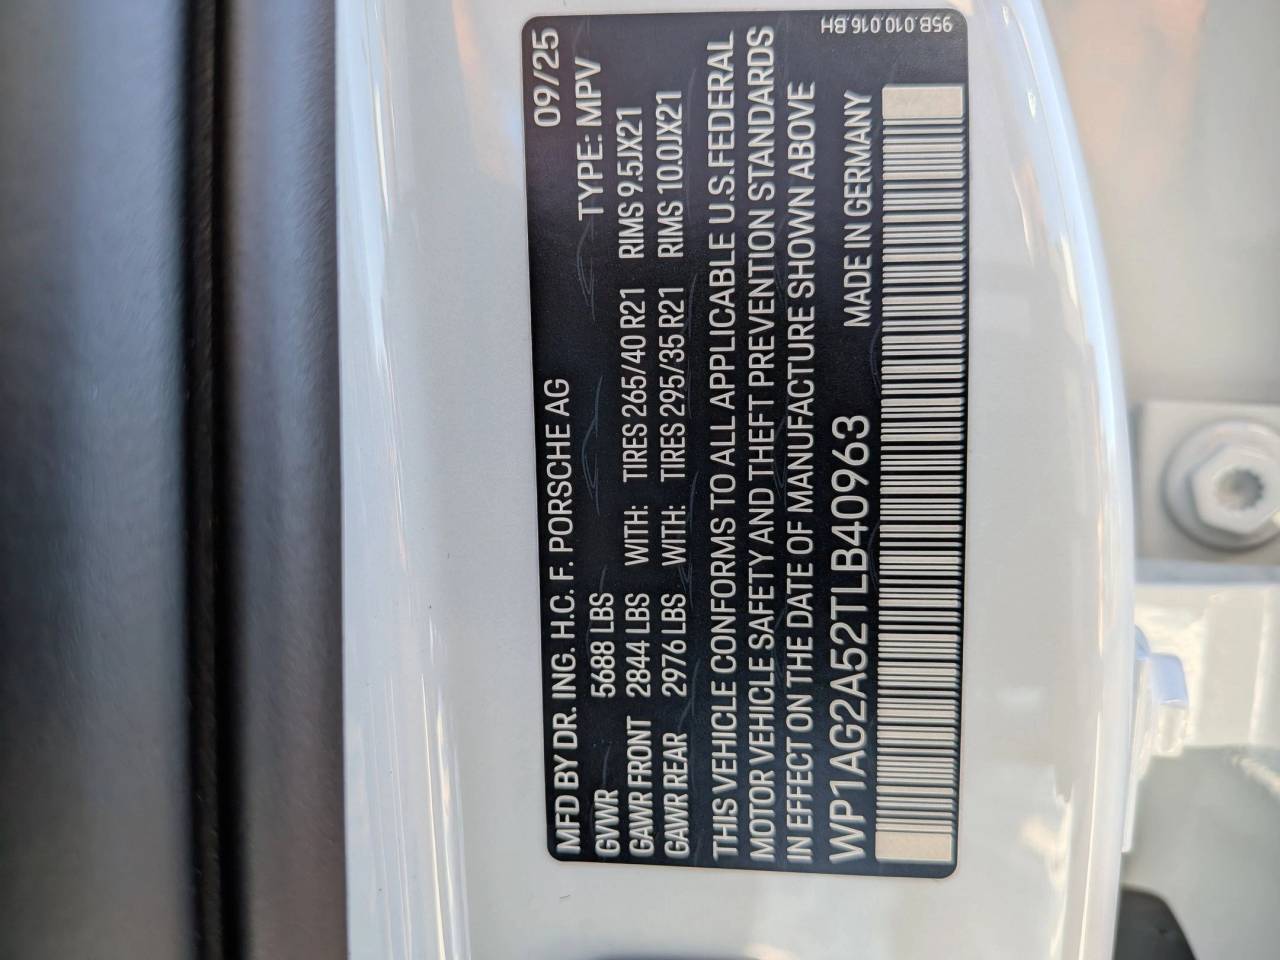 MFD BY DR. ING. H.C. F. PORSCHE AG 09/25
GVWR 5688 LBS TYPE: MPV
GAWR FRONT 2844 LBS WITH: TIRES 265/40 R21 RIMS 9.5JX21
GAWR REAR 2976 LBS WITH: TIRES 295/35 R21 RIMS 10.0JX21
THIS VEHICLE CONFORMS TO ALL APPLICABLE U.S.FEDERAL
MOTOR VEHICLE SAFETY AND THEFT PREVENTION STANDARDS
IN EFFECT ON THE DATE OF MANUFACTURE SHOWN ABOVE
WP1AG2A52TLB40963 MADE IN GERMANY
95B.010.016.BH